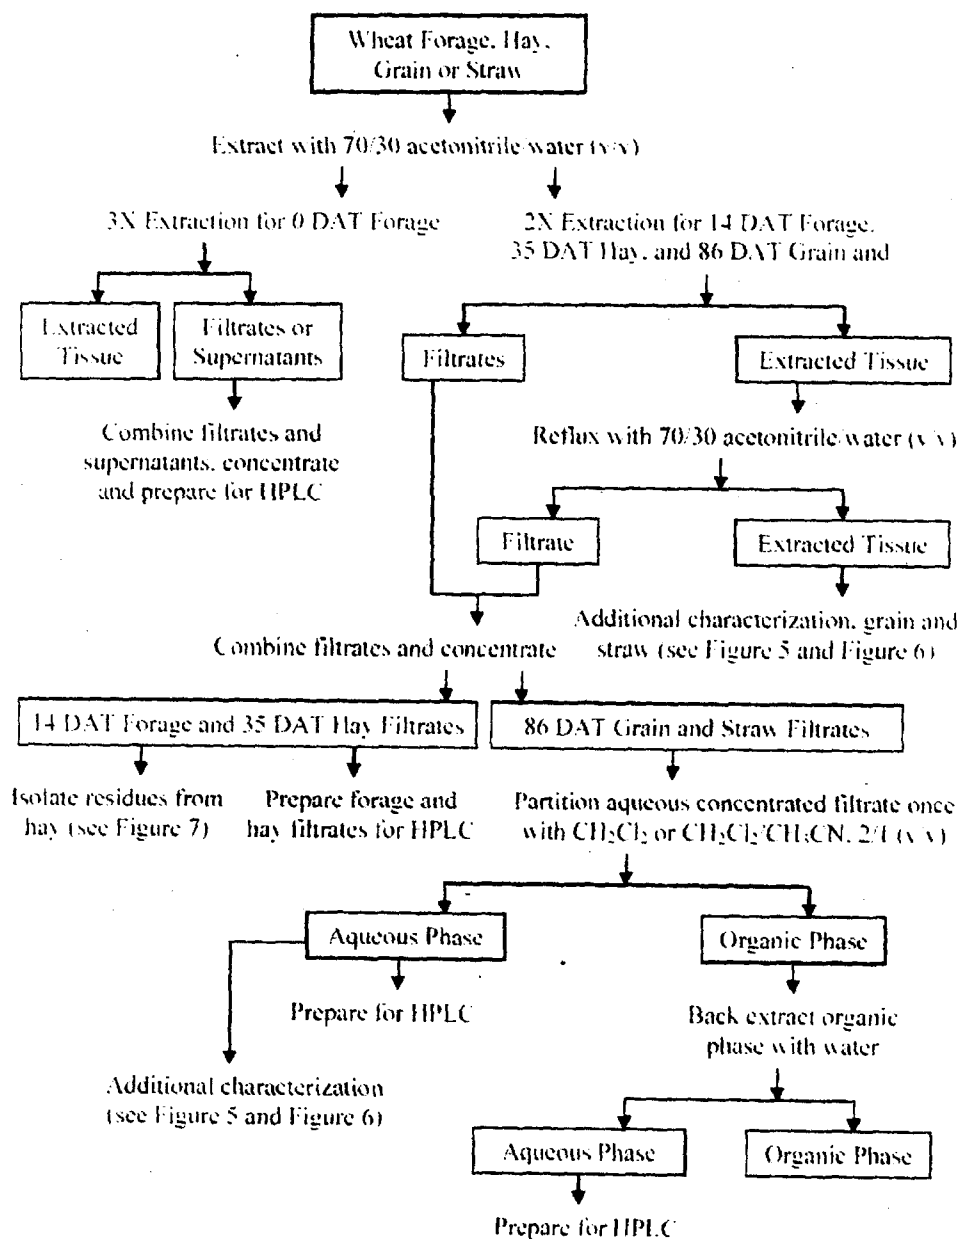 Wheat Forage, Hay,
Grain or Straw
Extract with 70/30 acetonitrile/water (v/v)
3X Extraction for 0 DAT Forage
2X Extraction for 14 DAT Forage,
35 DAT Hay, and 86 DAT Grain and
Extracted
Tissue
Filtrates or
Supernatants
Filtrates
Extracted Tissue
Combine filtrates and
supernatants, concentrate
and prepare for HPLC
Reflux with 70/30 acetonitrile/water (v/v)
Filtrate
Extracted Tissue
Additional characterization, grain and
straw (see Figure 5 and Figure 6)
Combine filtrates and concentrate
14 DAT Forage and 35 DAT Hay Filtrates
86 DAT Grain and Straw Filtrates
Isolate residues from
hay (see Figure 7)
Prepare forage and
hay filtrates for HPLC
Partition aqueous concentrated filtrate once
with CH₂Cl₂ or CH₂Cl₂/CH₃CN, 2/1 (v/v)
Aqueous Phase
Organic Phase
Prepare for HPLC
Back extract organic
phase with water
Additional characterization
(see Figure 5 and Figure 6)
Aqueous Phase
Organic Phase
Prepare for HPLC